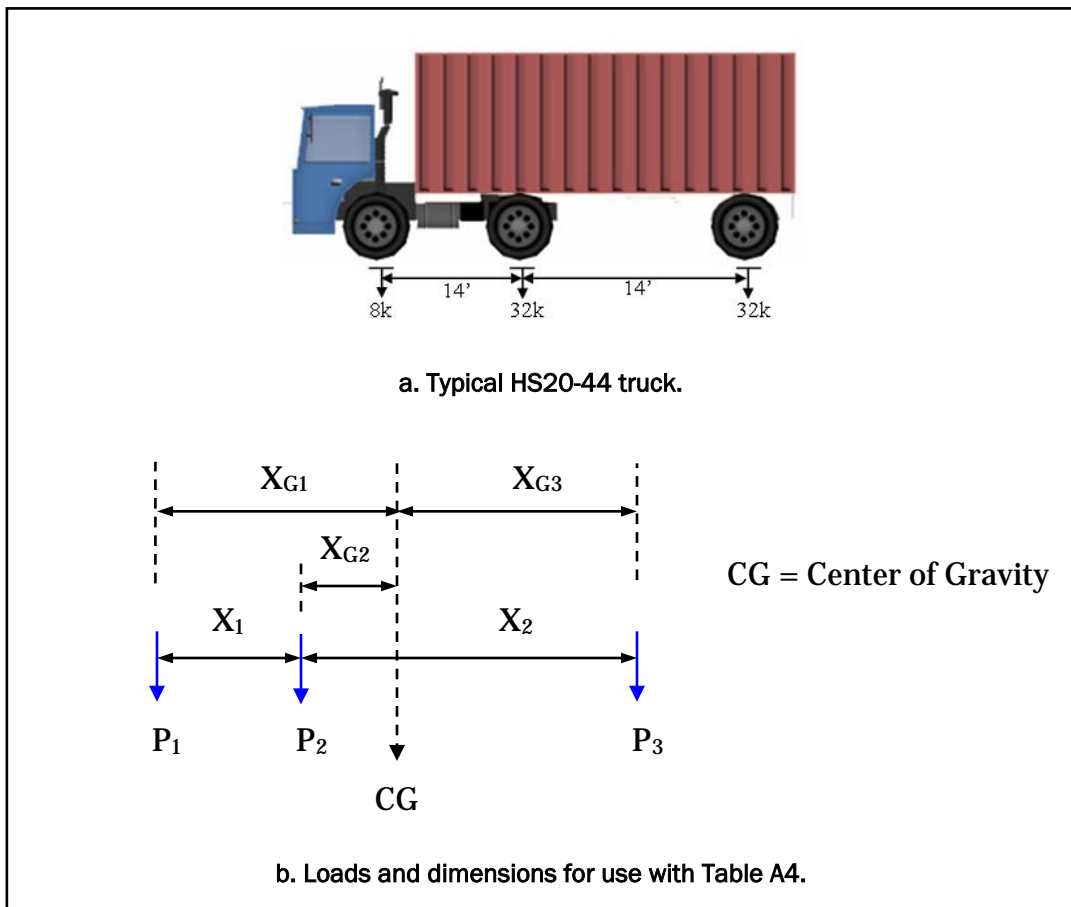 14’ 14’
8k 32k 32k
a. Typical HS20-44 truck.
XG1 XG3
XG2
CG = Center of Gravity
X1 X2
P1 P2 P3
CG
b. Loads and dimensions for use with Table A4.